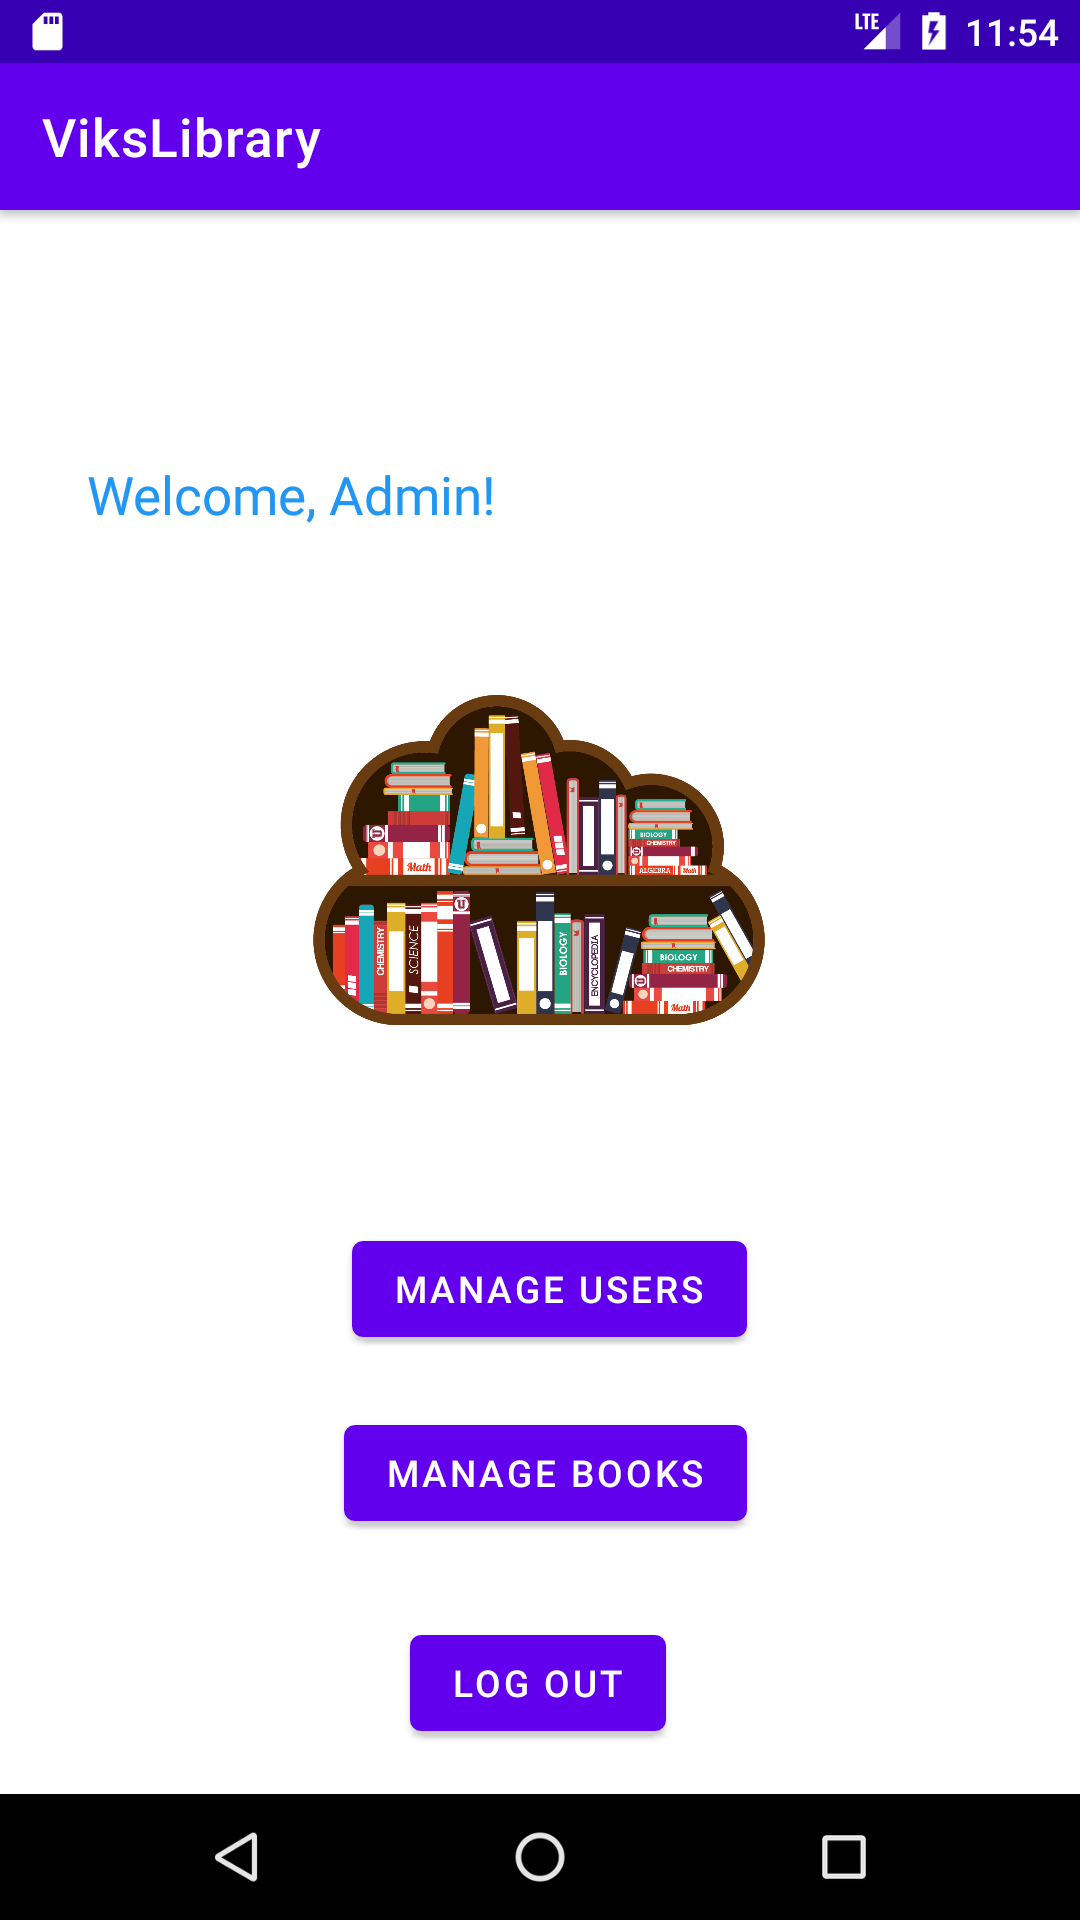 LTE 11:54
ViksLibrary
Welcome, Admin!
U
Math
BIOLOGY
CHEMISTRY
ALGEBRA Math
U
CHEMISTRY
SCIENCE
BIOLOGY
ENCYCLOPEDIA
BIOLOGY
CHEMISTRY
Math
MANAGE USERS
MANAGE BOOKS
LOG OUT